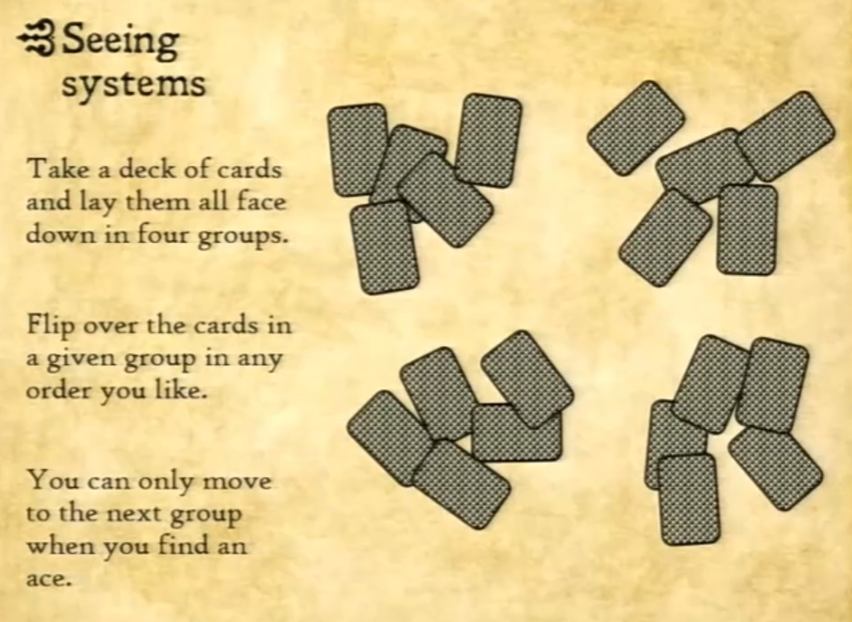 Seeing
systems
Take a deck of cards
and lay them all face
down in four groups.
Flip over the cards in
a given group in any
order you like.
You can only move
to the next group
when you find an
ace.